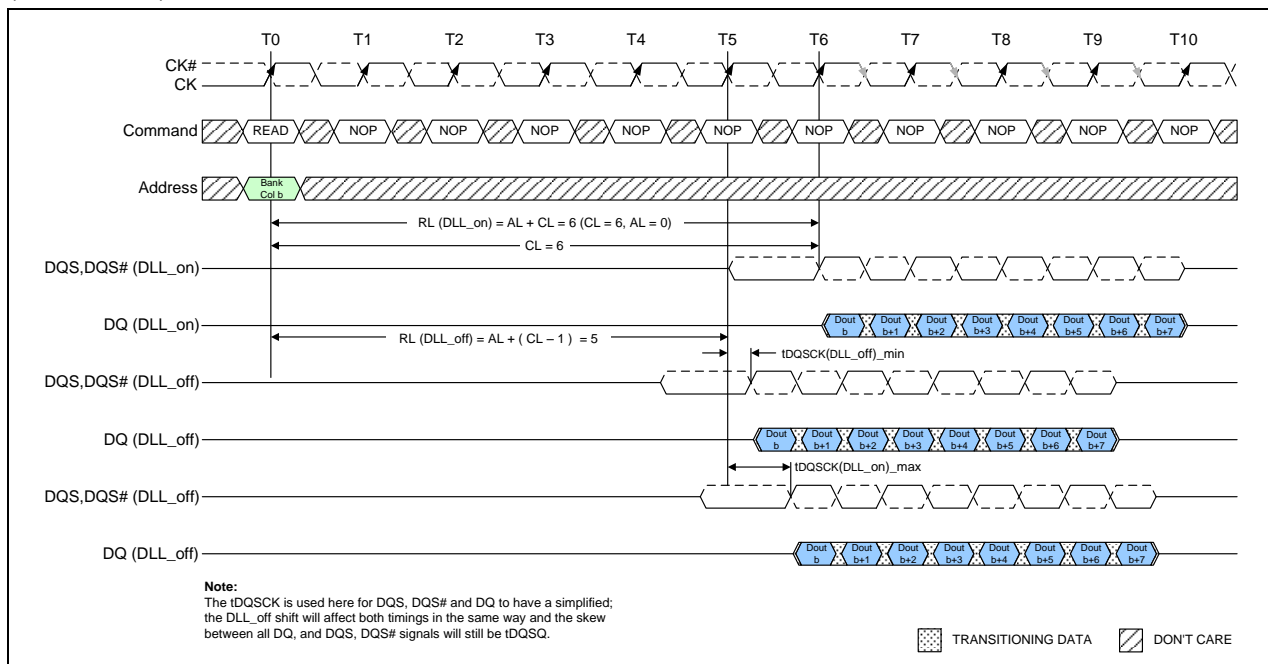 T0 T1 T2 T3 T4 T5 T6 T7 T8 T9 T10
CK#
CK
Command READ NOP NOP NOP NOP NOP NOP NOP NOP NOP NOP
Address Bank
Col b
RL (DLL_on) = AL + CL = 6 (CL = 6, AL = 0)
CL = 6
DQS,DQS# (DLL_on)
DQ (DLL_on) Dout
b Dout
b+1 Dout
b+2 Dout
b+3 Dout
b+4 Dout
b+5 Dout
b+6 Dout
b+7
RL (DLL_off) = AL + ( CL – 1 ) = 5
tDQSCK(DLL_off)_min
DQS,DQS# (DLL_off)
DQ (DLL_off) Dout
b Dout
b+1 Dout
b+2 Dout
b+3 Dout
b+4 Dout
b+5 Dout
b+6 Dout
b+7
tDQSCK(DLL_on)_max
DQS,DQS# (DLL_off)
DQ (DLL_off) Dout
b Dout
b+1 Dout
b+2 Dout
b+3 Dout
b+4 Dout
b+5 Dout
b+6 Dout
b+7
Note:
The tDQSCK is used here for DQS, DQS# and DQ to have a simplified;
the DLL_off shift will affect both timings in the same way and the skew
between all DQ, and DQS, DQS# signals will still be tDQSQ.
TRANSITIONING DATA DON'T CARE